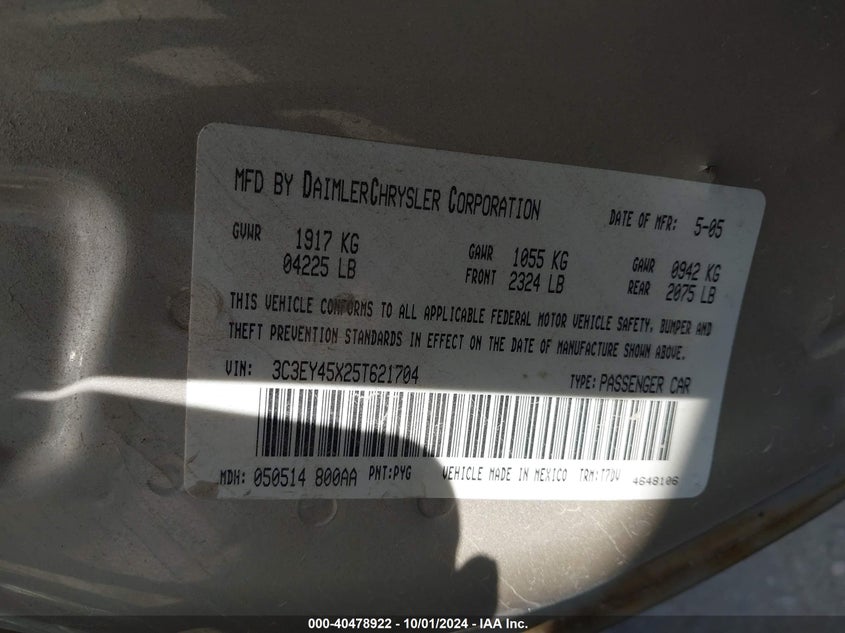 MFD BY DAIMLERCHRYSLER CORPORATION DATE OF MFR: 5-05
GVWR 1917 KG GAWR 1055 KG GAWR 0942 KG
04225 LB FRONT 2324 LB REAR 2075 LB
THIS VEHICLE CONFORMS TO ALL APPLICABLE FEDERAL MOTOR VEHICLE SAFETY, BUMPER AND
THEFT PREVENTION STANDARDS IN EFFECT ON THE DATE OF MANUFACTURE SHOWN ABOVE.
VIN: 3C3EY45X25T621704 TYPE: PASSENGER CAR
MDH: 050514 800AA PNT: PYG VEHICLE MADE IN MEXICO TRM: T7DV 4648106
000-40478922 - 10/01/2024 - IAA Inc.